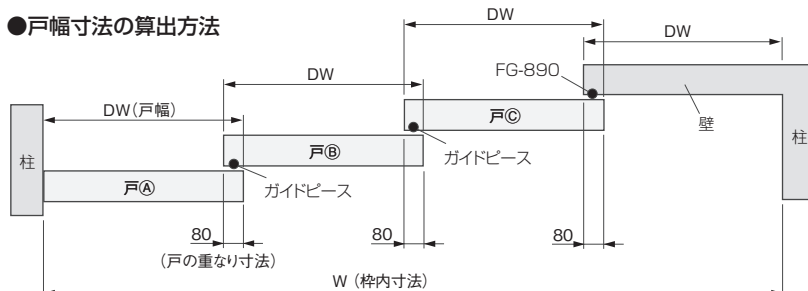 ●戸幅寸法の算出方法
DW
DW
DW
FG-890
DW(戸幅)
壁
柱
柱
戸Ⓒ
戸Ⓑ
ガイドピース
戸Ⓐ
ガイドピース
80
80
80
(戸の重なり寸法)
W (枠内寸法)